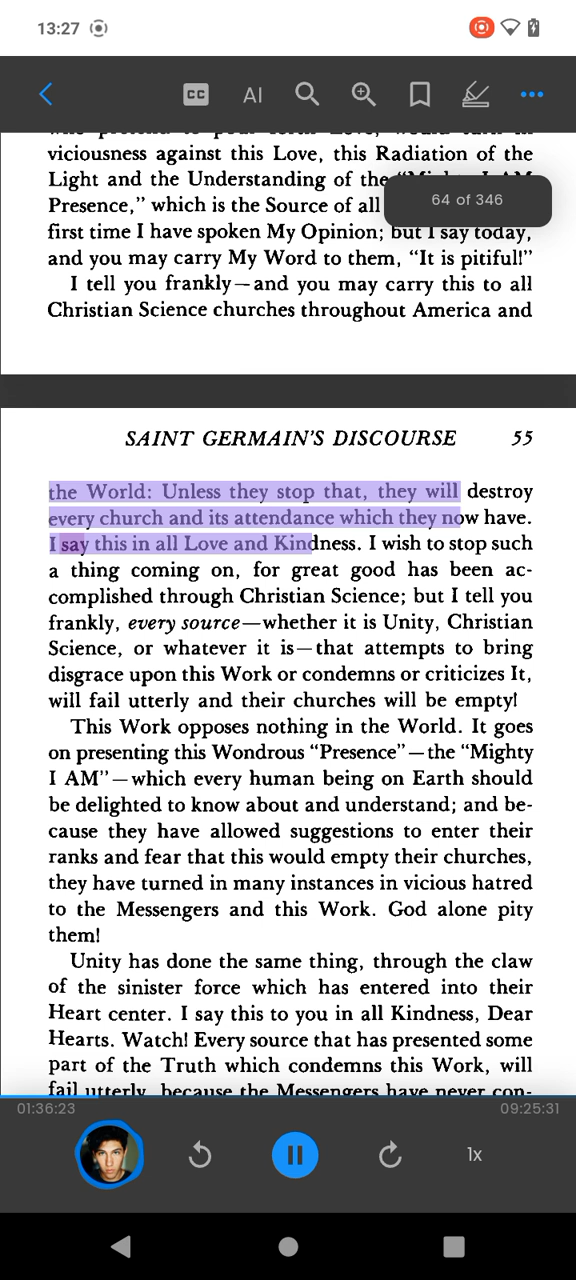 13:27
CC AI
viciousness against this Love, this Radiation of the
Light and the Understanding of the “Mighty I AM
Presence,” which is the Source of all
64 of 346
first time I have spoken My Opinion; but I say today,
and you may carry My Word to them, “It is pitiful!”
I tell you frankly—and you may carry this to all
Christian Science churches throughout America and
SAINT GERMAIN'S DISCOURSE 55
the World: Unless they stop that, they will destroy
every church and its attendance which they now have.
I say this in all Love and Kindness. I wish to stop such
a thing coming on, for great good has been ac-
complished through Christian Science; but I tell you
frankly, every source—whether it is Unity, Christian
Science, or whatever it is—that attempts to bring
disgrace upon this Work or condemns or criticizes It,
will fail utterly and their churches will be empty!
This Work opposes nothing in the World. It goes
on presenting this Wondrous “Presence”—the “Mighty
I AM”—which every human being on Earth should
be delighted to know about and understand; and be-
cause they have allowed suggestions to enter their
ranks and fear that this would empty their churches,
they have turned in many instances in vicious hatred
to the Messengers and this Work. God alone pity
them!
Unity has done the same thing, through the claw
of the sinister force which has entered into their
Heart center. I say this to you in all Kindness, Dear
Hearts. Watch! Every source that has presented some
part of the Truth which condemns this Work, will
fail utterly, because the Messengers have never con-
01:36:23 09:25:31
1x